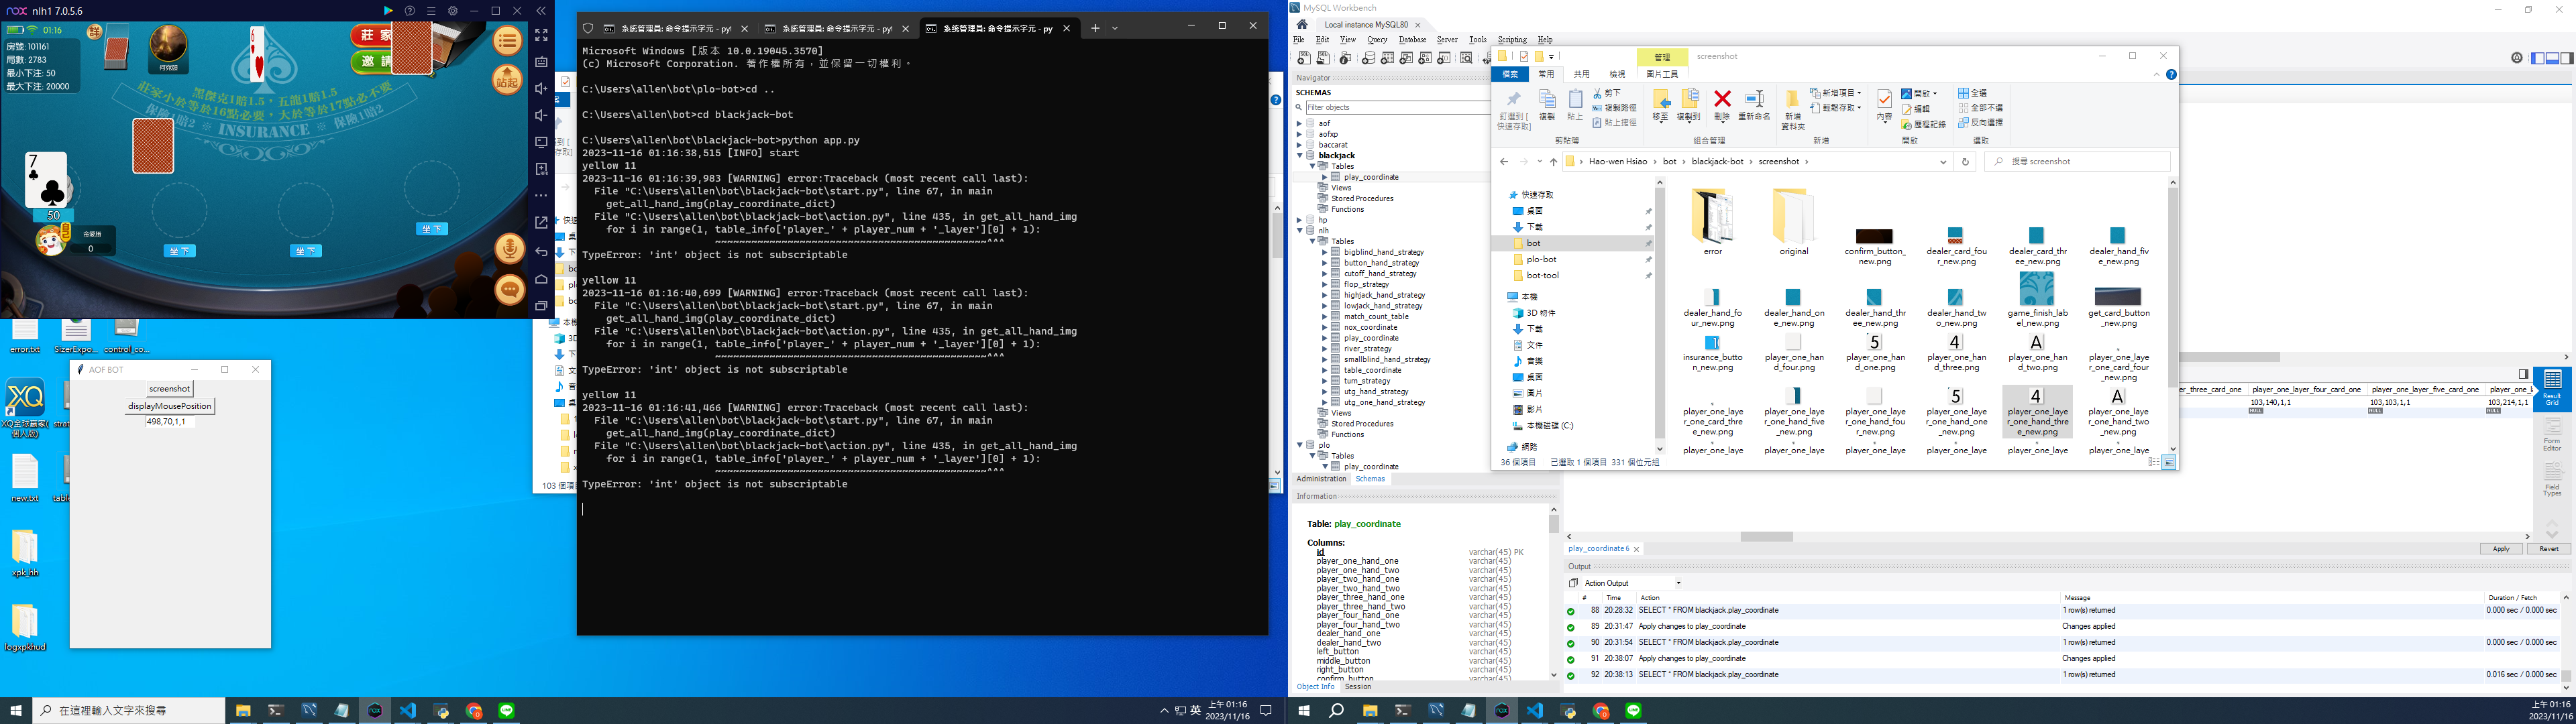 nox nlh1 7.0.5.6
01:16
房號: 101161
局數: 2783
最小下注: 50
最大下注: 20000
莊家
邀請
站起
黑傑克1賠1.5，五龍1賠1.5
莊家小於等於16點必要，大於等於17點必不要
保險1賠2 ※ INSURANCE ※ 保險1賠2
6
7
50
自己
0
坐下
坐下
坐下
error.txt
SizerExpo...
control_co...
XQ全球贏家(個人版)
new.txt
xpk_hh
logxpkhud
AOF BOT
screenshot
displayMousePosition
498,70,1,1
系統管理員: 命令提示字元 - pyt
系統管理員: 命令提示字元 - pyt
系統管理員: 命令提示字元 - py
Microsoft Windows [版本 10.0.19045.3570]
(c) Microsoft Corporation. 著作權所有，並保留一切權利。
C:\Users\allen\bot\plo-bot>cd ..
C:\Users\allen\bot>cd blackjack-bot
C:\Users\allen\bot\blackjack-bot>python app.py
2023-11-16 01:16:38,515 [INFO] start
yellow 11
2023-11-16 01:16:39,983 [WARNING] error:Traceback (most recent call last):
File "C:\Users\allen\bot\blackjack-bot\start.py", line 67, in main
get_all_hand_img(play_coordinate_dict)
File "C:\Users\allen\bot\blackjack-bot\action.py", line 435, in get_all_hand_img
for i in range(1, table_info['player_' + player_num + '_layer'][0] + 1):
~~~~~~~~~~~~~~~~~~~~~~~~~~~~~~~~~~~~~~~~~~~~^^^
TypeError: 'int' object is not subscriptable
yellow 11
2023-11-16 01:16:40,699 [WARNING] error:Traceback (most recent call last):
File "C:\Users\allen\bot\blackjack-bot\start.py", line 67, in main
get_all_hand_img(play_coordinate_dict)
File "C:\Users\allen\bot\blackjack-bot\action.py", line 435, in get_all_hand_img
for i in range(1, table_info['player_' + player_num + '_layer'][0] + 1):
~~~~~~~~~~~~~~~~~~~~~~~~~~~~~~~~~~~~~~~~~~~~^^^
TypeError: 'int' object is not subscriptable
yellow 11
2023-11-16 01:16:41,466 [WARNING] error:Traceback (most recent call last):
File "C:\Users\allen\bot\blackjack-bot\start.py", line 67, in main
get_all_hand_img(play_coordinate_dict)
File "C:\Users\allen\bot\blackjack-bot\action.py", line 435, in get_all_hand_img
for i in range(1, table_info['player_' + player_num + '_layer'][0] + 1):
~~~~~~~~~~~~~~~~~~~~~~~~~~~~~~~~~~~~~~~~~~~~^^^
TypeError: 'int' object is not subscriptable
103 個項
在這裡輸入文字來搜尋
英
上午 01:16
2023/11/16
MySQL Workbench
Local instance MySQL80
File Edit View Query Database Server Tools Scripting Help
Navigator
SCHEMAS
Filter objects
aof
aofxp
baccarat
blackjack
Tables
play_coordinate
Views
Stored Procedures
Functions
hp
nlh
Tables
bigblind_hand_strategy
button_hand_strategy
cutoff_hand_strategy
flop_strategy
highjack_hand_strategy
lowjack_hand_strategy
match_count_table
nox_coordinate
play_coordinate
river_strategy
smallblind_hand_strategy
table_coordinate
turn_strategy
utg_hand_strategy
utg_one_hand_strategy
Views
Stored Procedures
Functions
plo
Tables
play_coordinate
Administration Schemas
Information
Table: play_coordinate
Columns:
id varchar(45) PK
player_one_hand_one varchar(45)
player_one_hand_two varchar(45)
player_two_hand_one varchar(45)
player_two_hand_two varchar(45)
player_three_hand_one varchar(45)
player_three_hand_two varchar(45)
player_four_hand_one varchar(45)
player_four_hand_two varchar(45)
dealer_hand_one varchar(45)
dealer_hand_two varchar(45)
left_button varchar(45)
middle_button varchar(45)
right_button varchar(45)
confirm_button varchar(45)
Object Info Session
管理
screenshot
檔案 常用 共用 檢視 圖片工具
釘選到 [快速存取]
複製
貼上
剪下
複製路徑
貼上捷徑
剪貼簿
移至
複製到
刪除
重新命名
組合管理
新增資料夾
新增項目
輕鬆存取
新增
內容
開啟
編輯
歷程記錄
開啟
全選
全部不選
反向選擇
選取
Hao-wen Hsiao > bot > blackjack-bot > screenshot >
搜尋 screenshot
快速存取
桌面
下載
bot
plo-bot
bot-tool
本機
3D 物件
下載
文件
音樂
桌面
圖片
影片
本機磁碟 (C:)
網路
error
original
confirm_button_new.png
dealer_card_four_new.png
dealer_card_three_new.png
dealer_hand_five_new.png
dealer_hand_four_new.png
dealer_hand_one_new.png
dealer_hand_three_new.png
dealer_hand_two_new.png
game_finish_label_new.png
get_card_button_new.png
insurance_button_new.png
player_one_hand_four.png
player_one_hand_one.png
player_one_hand_three.png
player_one_hand_two.png
player_one_layer_one_card_four_new.png
player_one_layer_one_card_three_new.png
player_one_layer_one_hand_five_new.png
player_one_layer_one_hand_four_new.png
player_one_layer_one_hand_one_new.png
player_one_layer_one_hand_three_new.png
player_one_layer_one_hand_two_new.png
player_one_laye
player_one_laye
player_one_laye
player_one_laye
player_one_laye
player_one_laye
36 個項目 已選取 1 個項目 331 個位元組
er_three_card_one player_one_layer_four_card_one player_one_layer_five_card_one player_one_l
103,140,1,1 103,103,1,1 103,214,1,1
NULL NULL NULL
Result Grid
Form Editor
Field Types
play_coordinate 6
Apply Revert
Output
Action Output
# Time Action Message Duration / Fetch
88 20:28:32 SELECT * FROM blackjack.play_coordinate 1 row(s) returned 0.000 sec / 0.000 sec
89 20:31:47 Apply changes to play_coordinate Changes applied
90 20:31:54 SELECT * FROM blackjack.play_coordinate 1 row(s) returned 0.000 sec / 0.000 sec
91 20:38:07 Apply changes to play_coordinate Changes applied
92 20:38:13 SELECT * FROM blackjack.play_coordinate 1 row(s) returned 0.016 sec / 0.000 sec
上午 01:16
2023/11/16